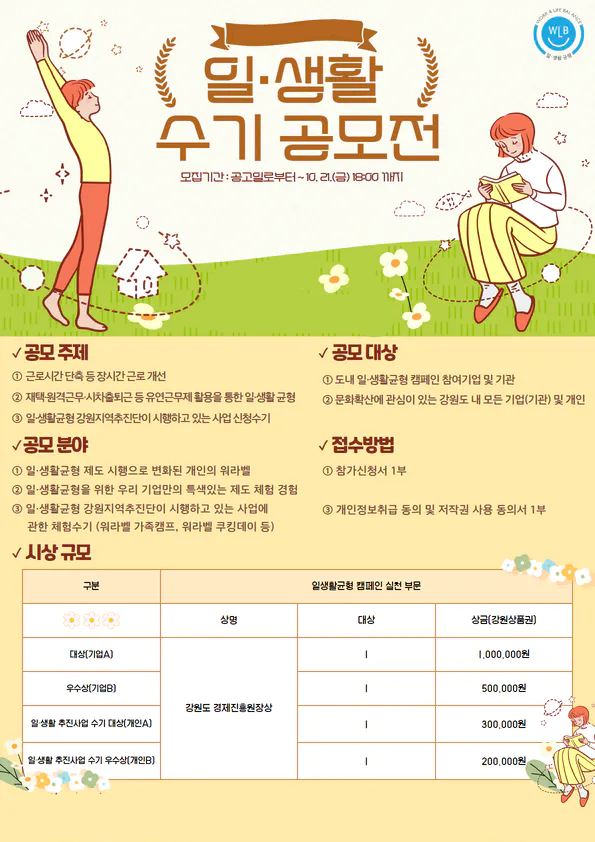 WORK & LIFE BALANCE
WLB
일·생활균형
일·생활
수기 공모전
모집기간 : 공고일로부터 ~ 10. 21.(금) 18:00 까지
✓ 공모 주제
① 근로시간 단축 등 장시간 근로 개선
② 재택·원격근무·시차출퇴근 등 유연근무제 활용을 통한 일·생활 균형
③ 일·생활균형 강원지역추진단이 시행하고 있는 사업 신청수기
✓ 공모 대상
① 도내 일·생활균형 캠페인 참여기업 및 기관
② 문화확산에 관심이 있는 강원도 내 모든 기업(기관) 및 개인
✓ 공모 분야
① 일·생활균형 제도 시행으로 변화된 개인의 워라벨
② 일·생활균형을 위한 우리 기업만의 특색있는 제도 체험 경험
③ 일·생활균형 강원지역추진단이 시행하고 있는 사업에
관한 체험수기 (워라벨 가족캠프, 워라벨 쿠킹데이 등)
✓ 접수방법
① 참가신청서 1부
③ 개인정보취급 동의 및 저작권 사용 동의서 1부
✓ 시상 규모
구분 일생활균형 캠페인 실천 부문
상명 대상 상금(강원상품권)
대상(기업A) 1 1,000,000원
우수상(기업B) 1 500,000원
강원도 경제진흥원장상
일·생활 추진사업 수기 대상(개인A) 1 300,000원
일·생활 추진사업 수기 우수상(개인B) 1 200,000원